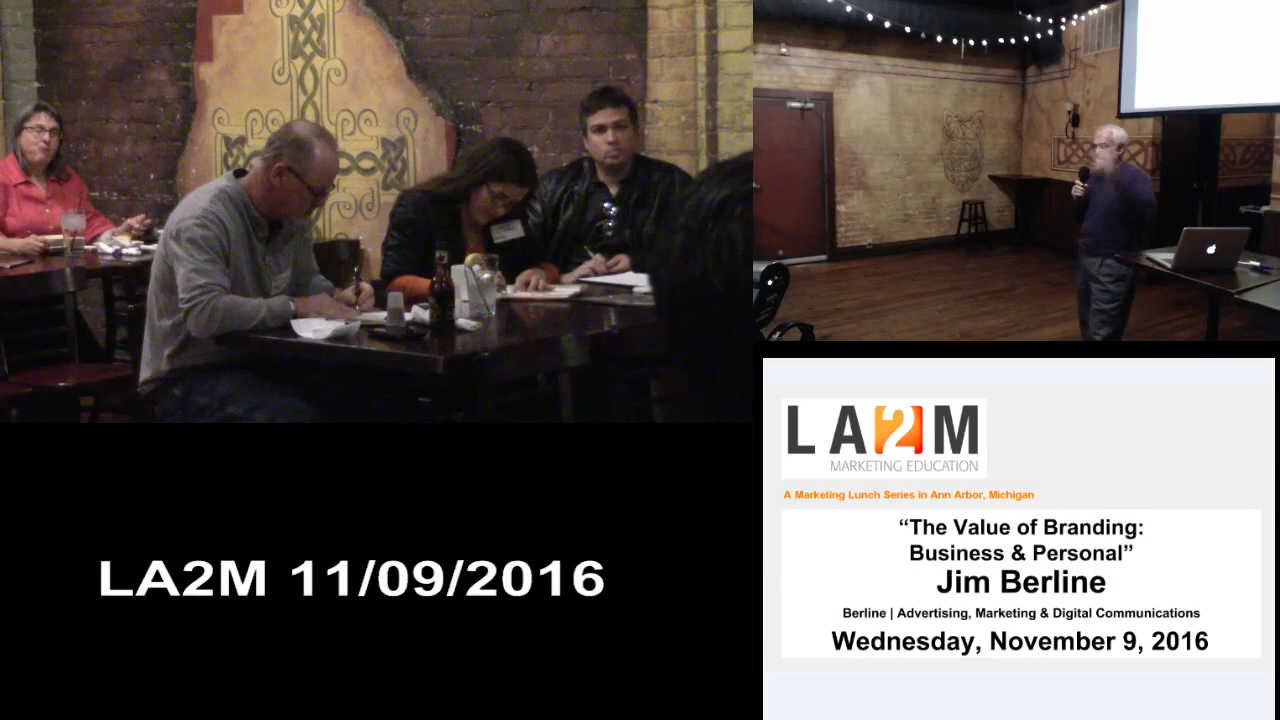 LA2M
MARKETING EDUCATION
A Marketing Lunch Series in Ann Arbor, Michigan
“The Value of Branding:
Business & Personal”
Jim Berline
Berline | Advertising, Marketing & Digital Communications
Wednesday, November 9, 2016
LA2M 11/09/2016